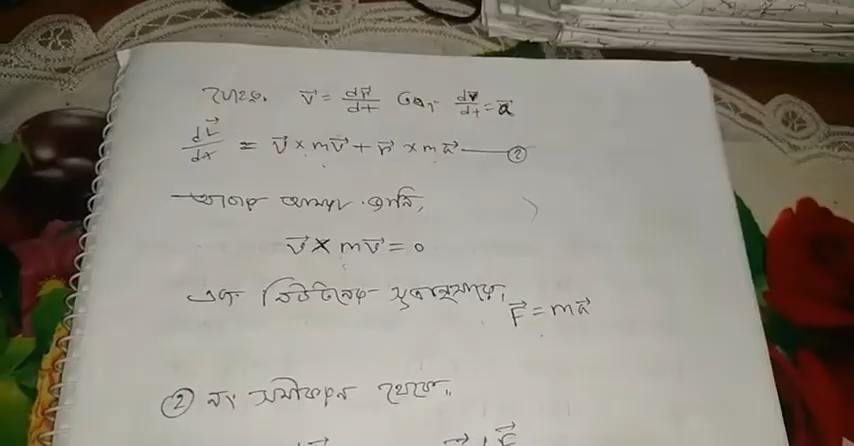 যেহেতু, v⃗ = dr⃗/dt এবং dv⃗/dt = a⃗
dL⃗/dt = v⃗ × mv⃗ + r⃗ × ma⃗ —— ②
আবার আমরা জানি,
v⃗ × mv⃗ = 0
এবং নিউটনের সূত্রানুসারে, F⃗ = ma⃗
② নং সমীকরণ থেকে,,